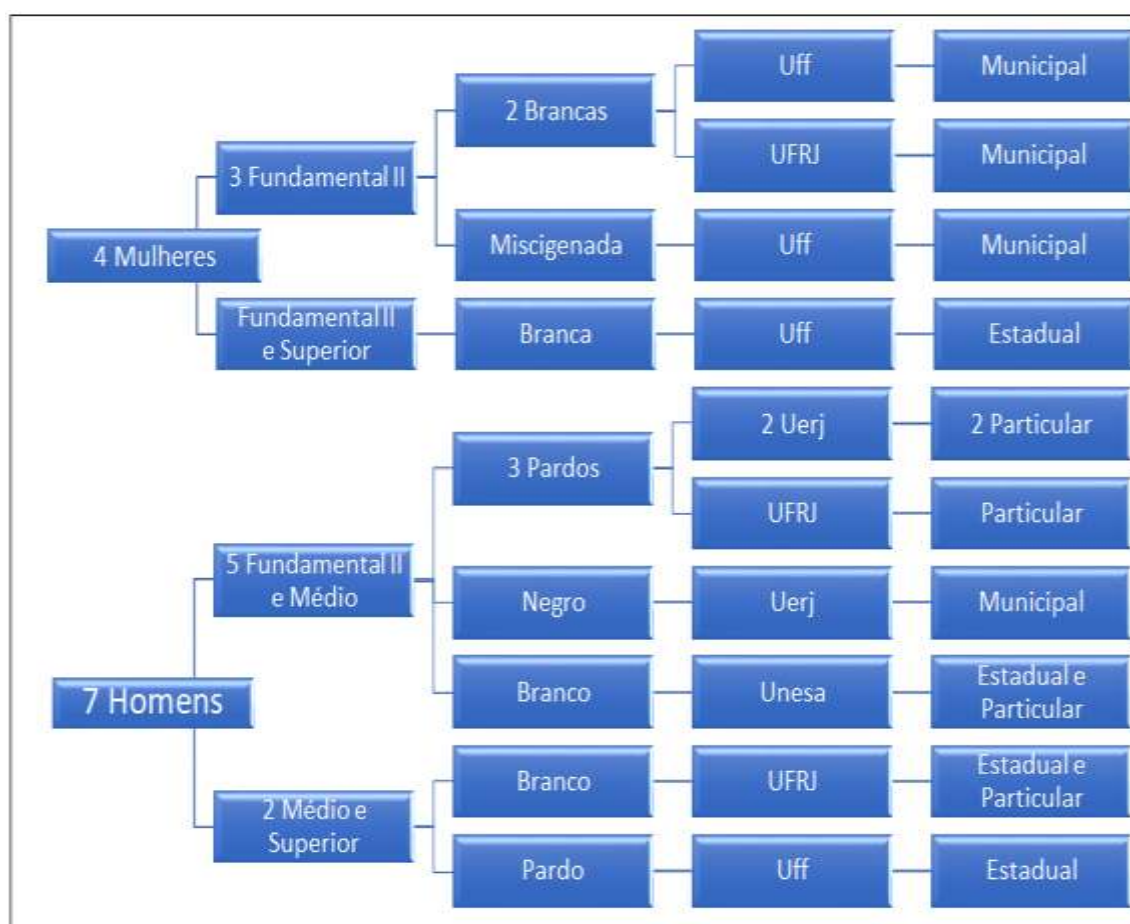 4 Mulheres
3 Fundamental II
2 Brancas
Uff
Municipal
UFRJ
Municipal
Miscigenada
Uff
Municipal
Fundamental II
e Superior
Branca
Uff
Estadual
7 Homens
5 Fundamental II
e Médio
3 Pardos
2 Uerj
2 Particular
UFRJ
Particular
Negro
Uerj
Municipal
Branco
Unesa
Estadual e
Particular
2 Médio e
Superior
Branco
UFRJ
Estadual e
Particular
Pardo
Uff
Estadual